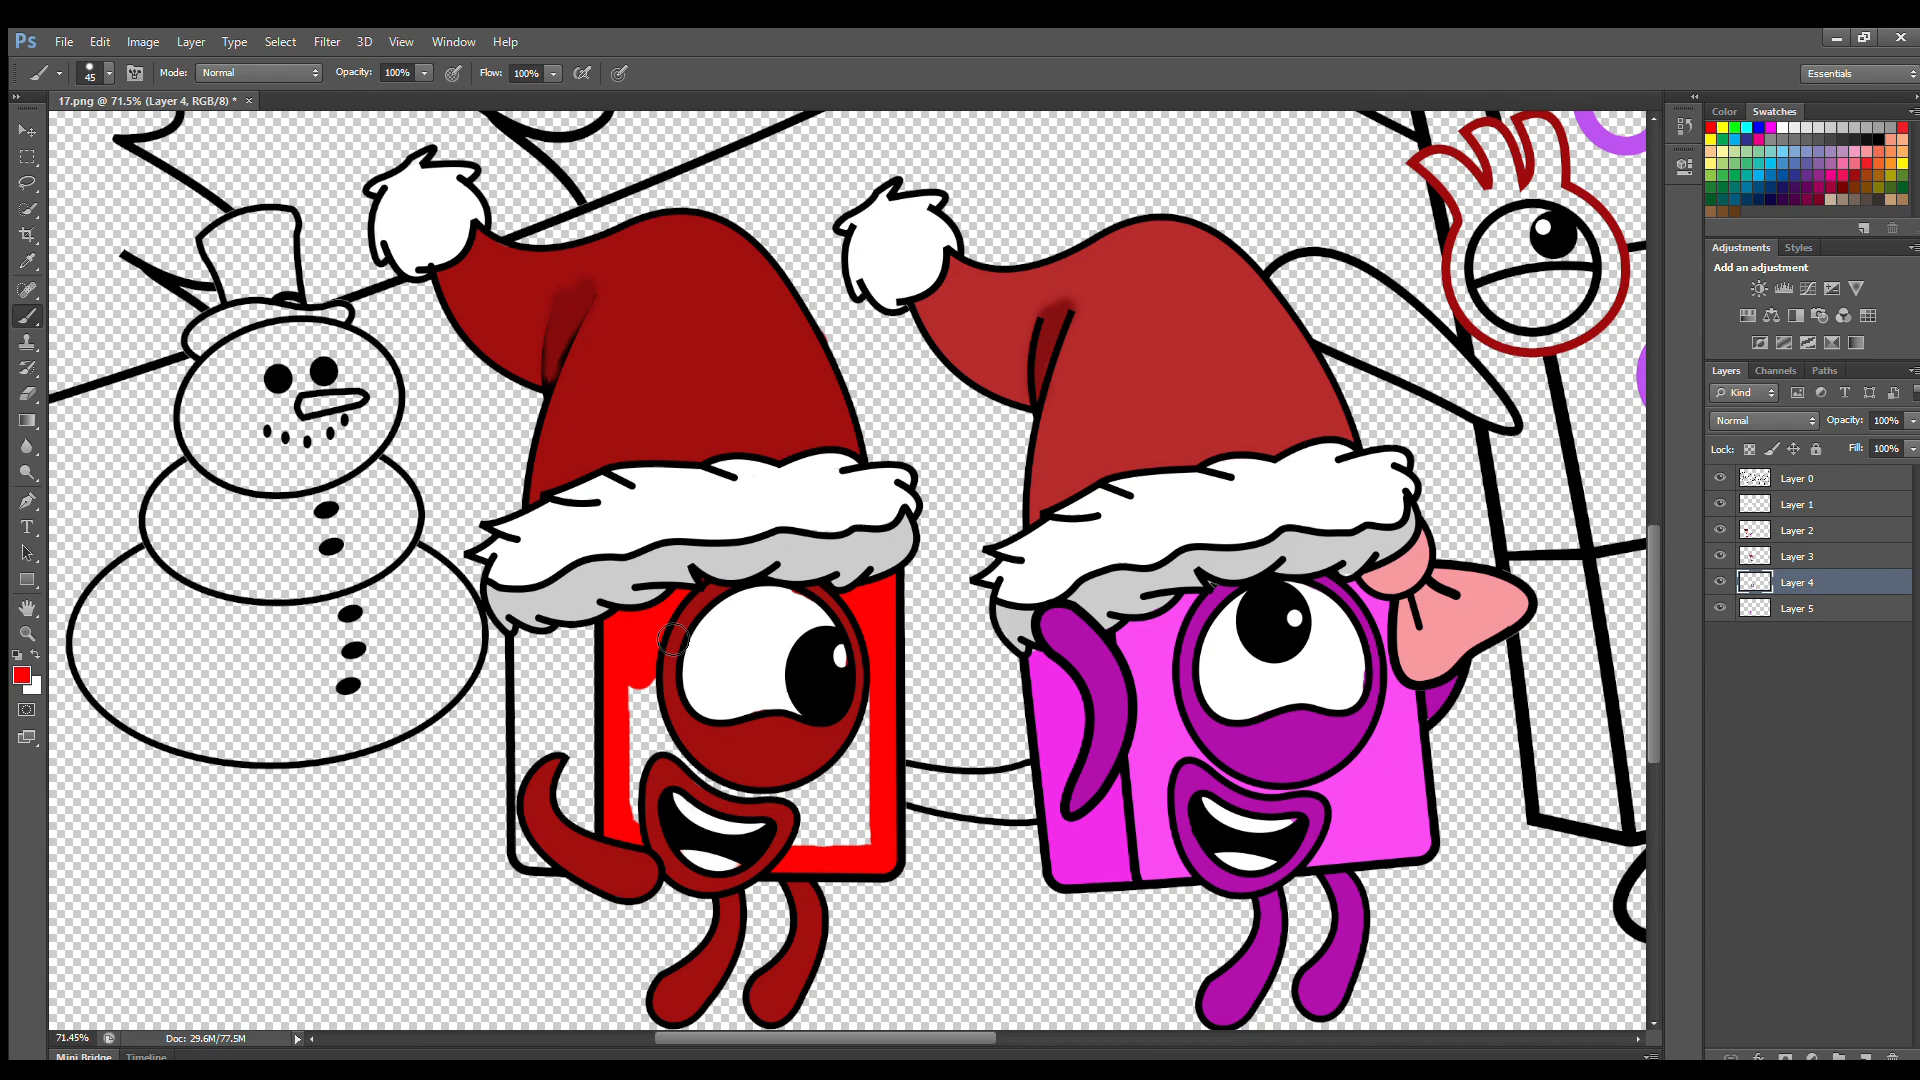 Ps File Edit Image Layer Type Select Filter 3D View Window Help
45 Mode: Normal Opacity: 100% Flow: 100% Essentials
17.png @ 71.5% (Layer 4, RGB/8) * ×
Color Swatches
Adjustments Styles
Add an adjustment
Layers Channels Paths
Kind T
Normal Opacity: 100%
Lock: Fill: 100%
Layer 0
Layer 1
Layer 2
Layer 3
Layer 4
Layer 5
T
71.45% Doc: 29.6M/77.5M
Mini Bridge Timeline
fx